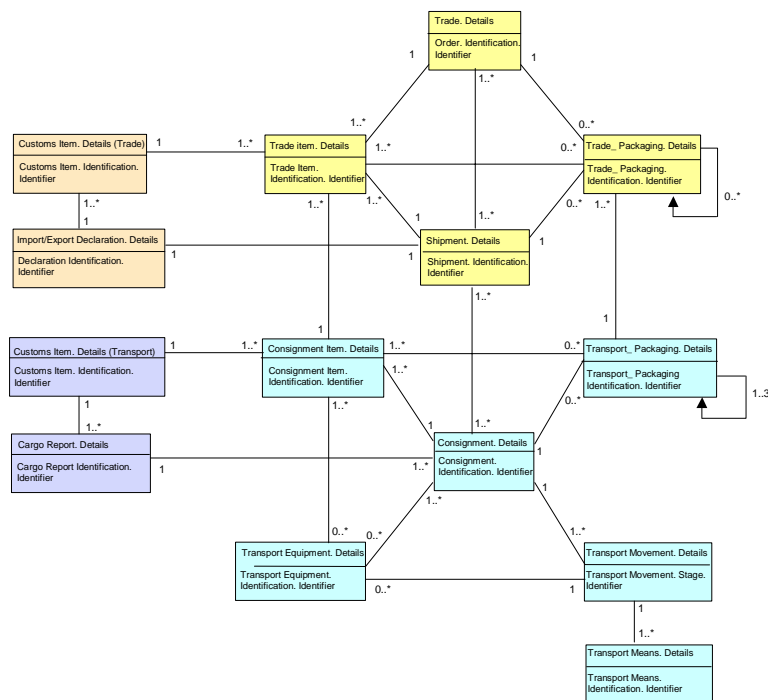 Trade. Details
Order. Identification.
Identifier
1
1..*
1
1..*
0..*
Customs Item. Details (Trade)
Customs Item. Identification.
Identifier
1
1..*
Trade item. Details
Trade Item.
Identification. Identifier
1..*
0..*
Trade_ Packaging. Details
Trade_ Packaging.
Identification. Identifier
0..*
1..*
1
1..*
1..*
1
1..*
0..*
1
1..*
Import/Export Declaration. Details
Declaration Identification.
Identifier
1
1
Shipment. Details
Shipment. Identification.
Identifier
1..*
1
1
Customs Item. Details (Transport)
Customs Item. Identification.
Identifier
1
1..*
Consignment Item. Details
Consignment Item.
Identification. Identifier
1..*
1..*
0..*
Transport_ Packaging. Details
Transport_ Packaging
Identification. Identifier
1..3
1
1..*
1..*
1
1..*
0..*
Cargo Report. Details
Cargo Report Identification.
Identifier
1
1..*
Consignment. Details
Consignment.
Identification. Identifier
1
1..*
1
0..*
0..*
1..*
Transport Equipment. Details
Transport Equipment.
Identification. Identifier
0..*
1
Transport Movement. Details
Transport Movement. Stage.
Identifier
1
1..*
Transport Means. Details
Transport Means.
Identification. Identifier